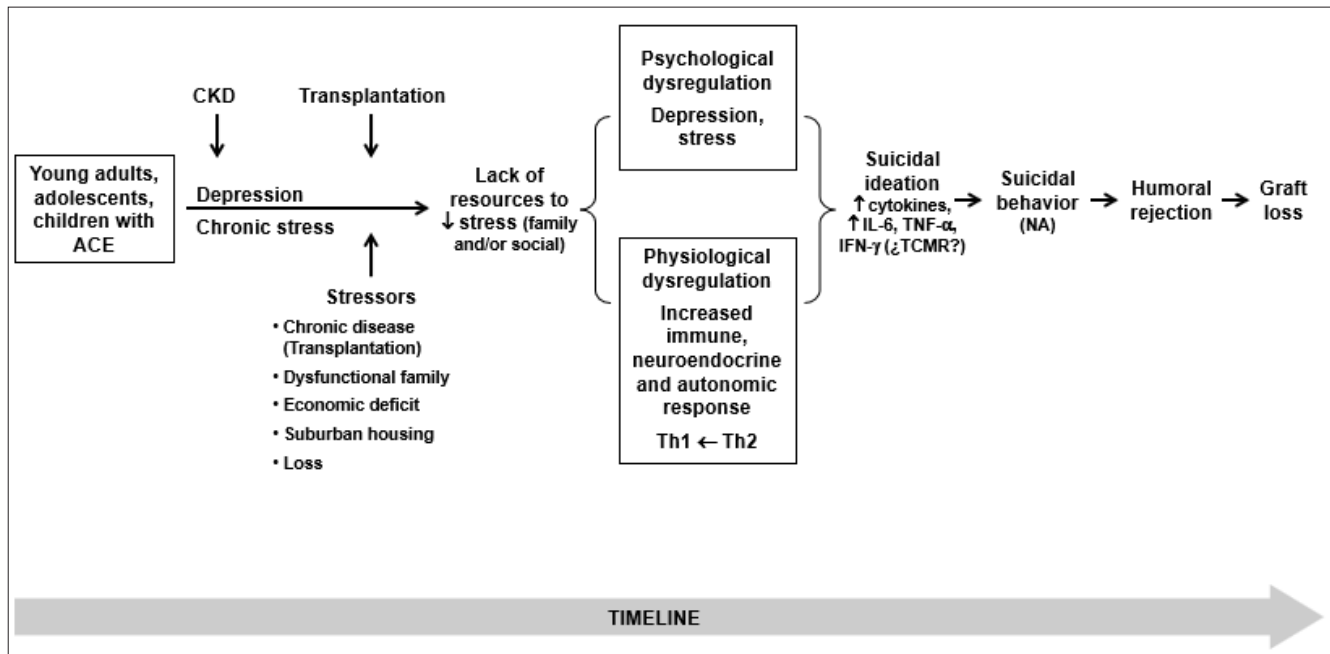 CKD
Transplantation
Young adults,
adolescents,
children with
ACE
Depression
Chronic stress
Stressors
• Chronic disease
(Transplantation)
• Dysfunctional family
• Economic deficit
• Suburban housing
• Loss
Lack of
resources to
↓ stress (family
and/or social)
Psychological
dysregulation
Depression,
stress
Physiological
dysregulation
Increased
immune,
neuroendocrine
and autonomic
response
Th1 ← Th2
Suicidal
ideation
↑ cytokines,
↑ IL-6, TNF-α,
IFN-γ (¿TCMR?)
Suicidal
behavior
(NA)
Humoral
rejection
Graft
loss
TIMELINE